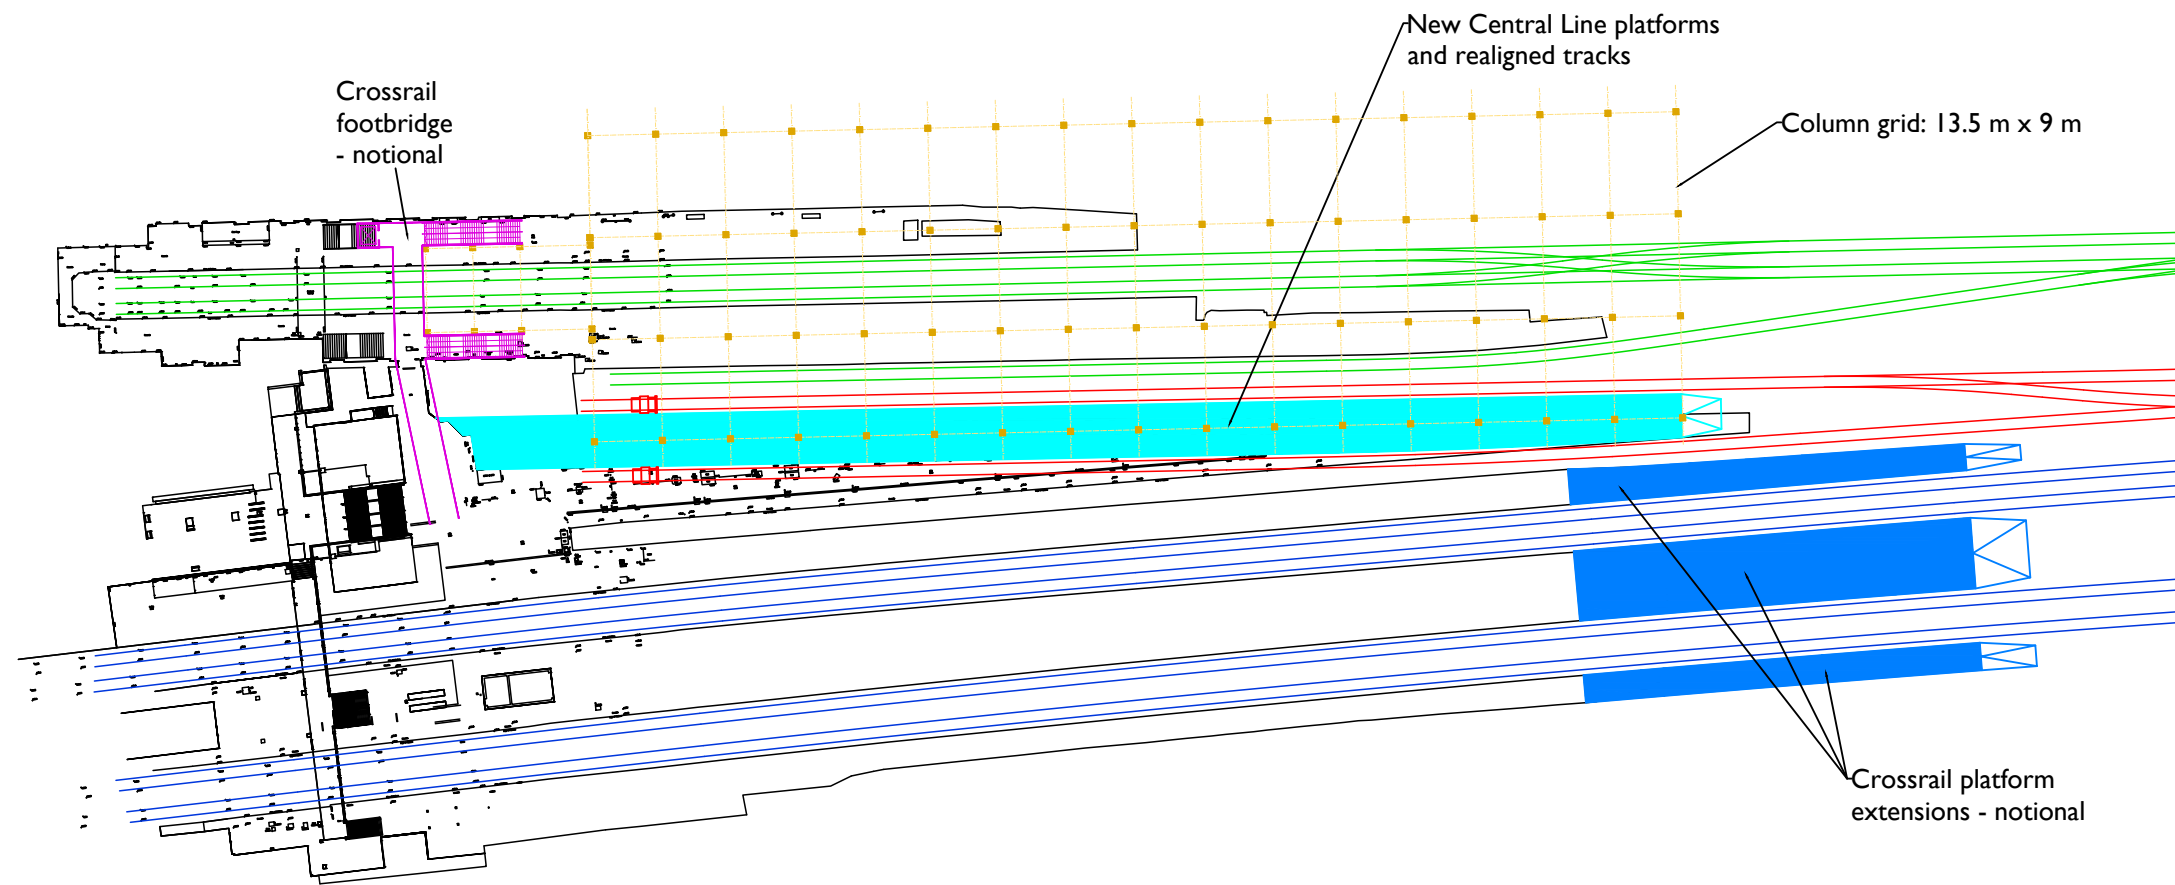 New Central Line platforms
and realigned tracks
Crossrail
footbridge
- notional
Column grid: 13.5 m x 9 m
Crossrail platform
extensions - notional